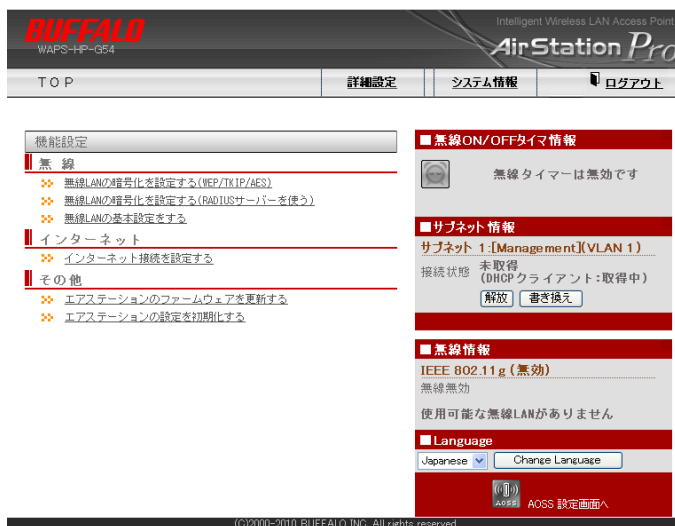 BUFFALO
WAPS-HP-G54
Intelligent Wireless LAN Access Point
AirStation Pro
TOP
詳細設定
システム情報
ログアウト
機能設定
無 線
無線LANの暗号化を設定する(WEP/TKIP/AES)
無線LANの暗号化を設定する(RADIUSサーバーを使う)
無線LANの基本設定をする
インターネット
インターネット接続を設定する
その他
エアステーションのファームウェアを更新する
エアステーションの設定を初期化する
■無線ON/OFFタイマ情報
無線タイマーは無効です
■サブネット情報
サブネット 1:[Management](VLAN 1)
接続状態 未取得
(DHCPクライアント:取得中)
解放 書き換え
■無線情報
IEEE 802.11g (無効)
無線無効
使用可能な無線LANがありません
■Language
Japanese Change Language
AOSS AOSS 設定画面へ
(C)2000-2010 BUFFALO INC. All rights reserved.